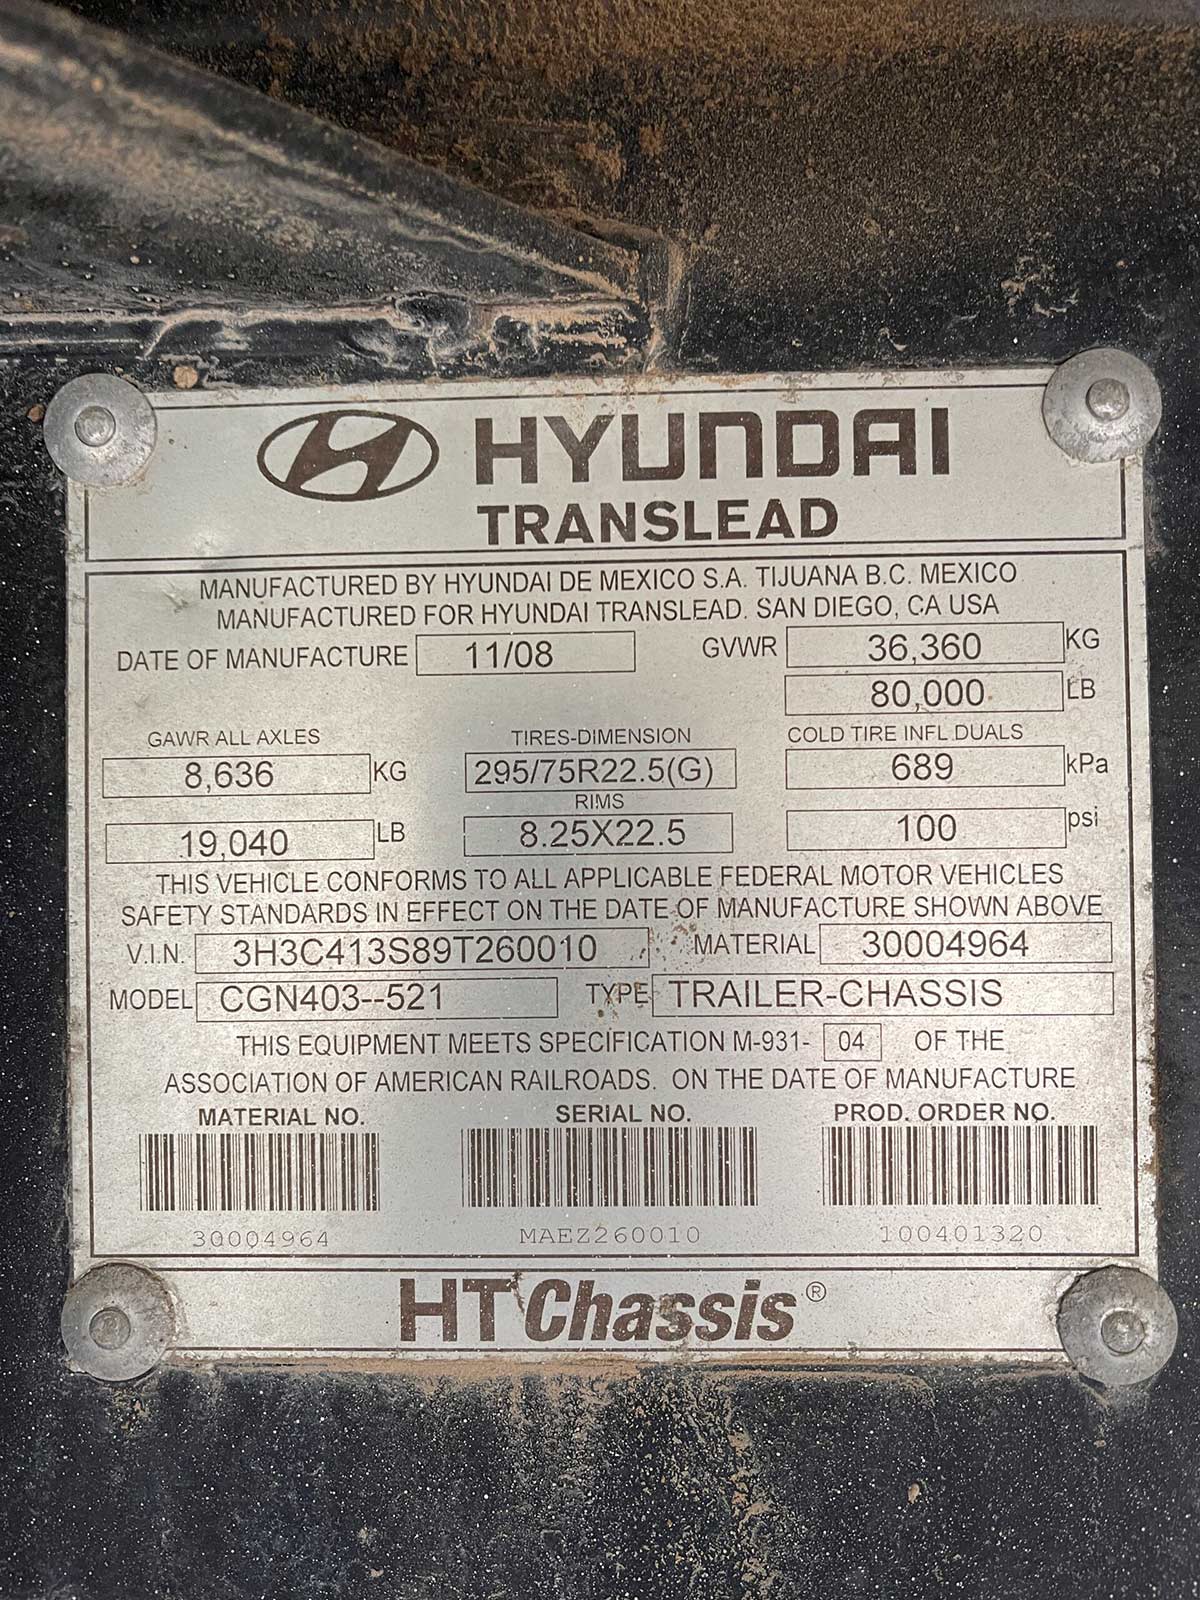 HYUNDAI
TRANSLEAD
MANUFACTURED BY HYUNDAI DE MEXICO S.A. TIJUANA B.C. MEXICO
MANUFACTURED FOR HYUNDAI TRANSLEAD. SAN DIEGO, CA USA
DATE OF MANUFACTURE 11/08 GVWR 36,360 KG
80,000 LB
GAWR ALL AXLES TIRES-DIMENSION COLD TIRE INFL.DUALS
8,636 KG 295/75R22.5(G) 689 kPa
RIMS
19,040 LB 8.25X22.5 100 psi
THIS VEHICLE CONFORMS TO ALL APPLICABLE FEDERAL MOTOR VEHICLES
SAFETY STANDARDS IN EFFECT ON THE DATE OF MANUFACTURE SHOWN ABOVE
V.I.N. 3H3C413S89T260010 MATERIAL 30004964
MODEL CGN403--521 TYPE TRAILER-CHASSIS
THIS EQUIPMENT MEETS SPECIFICATION M-931- 04 OF THE
ASSOCIATION OF AMERICAN RAILROADS. ON THE DATE OF MANUFACTURE
MATERIAL NO. SERIAL NO. PROD. ORDER NO.
30004964 MAEZ260010 100401320
HT Chassis®